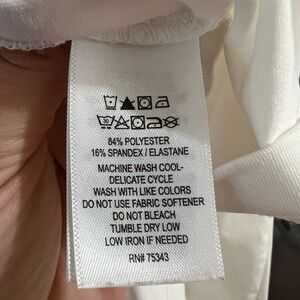 30
84% POLYESTER
16% SPANDEX / ELASTANE
MACHINE WASH COOL-
DELICATE CYCLE
WASH WITH LIKE COLORS
DO NOT USE FABRIC SOFTENER
DO NOT BLEACH
TUMBLE DRY LOW
LOW IRON IF NEEDED
RN# 75343